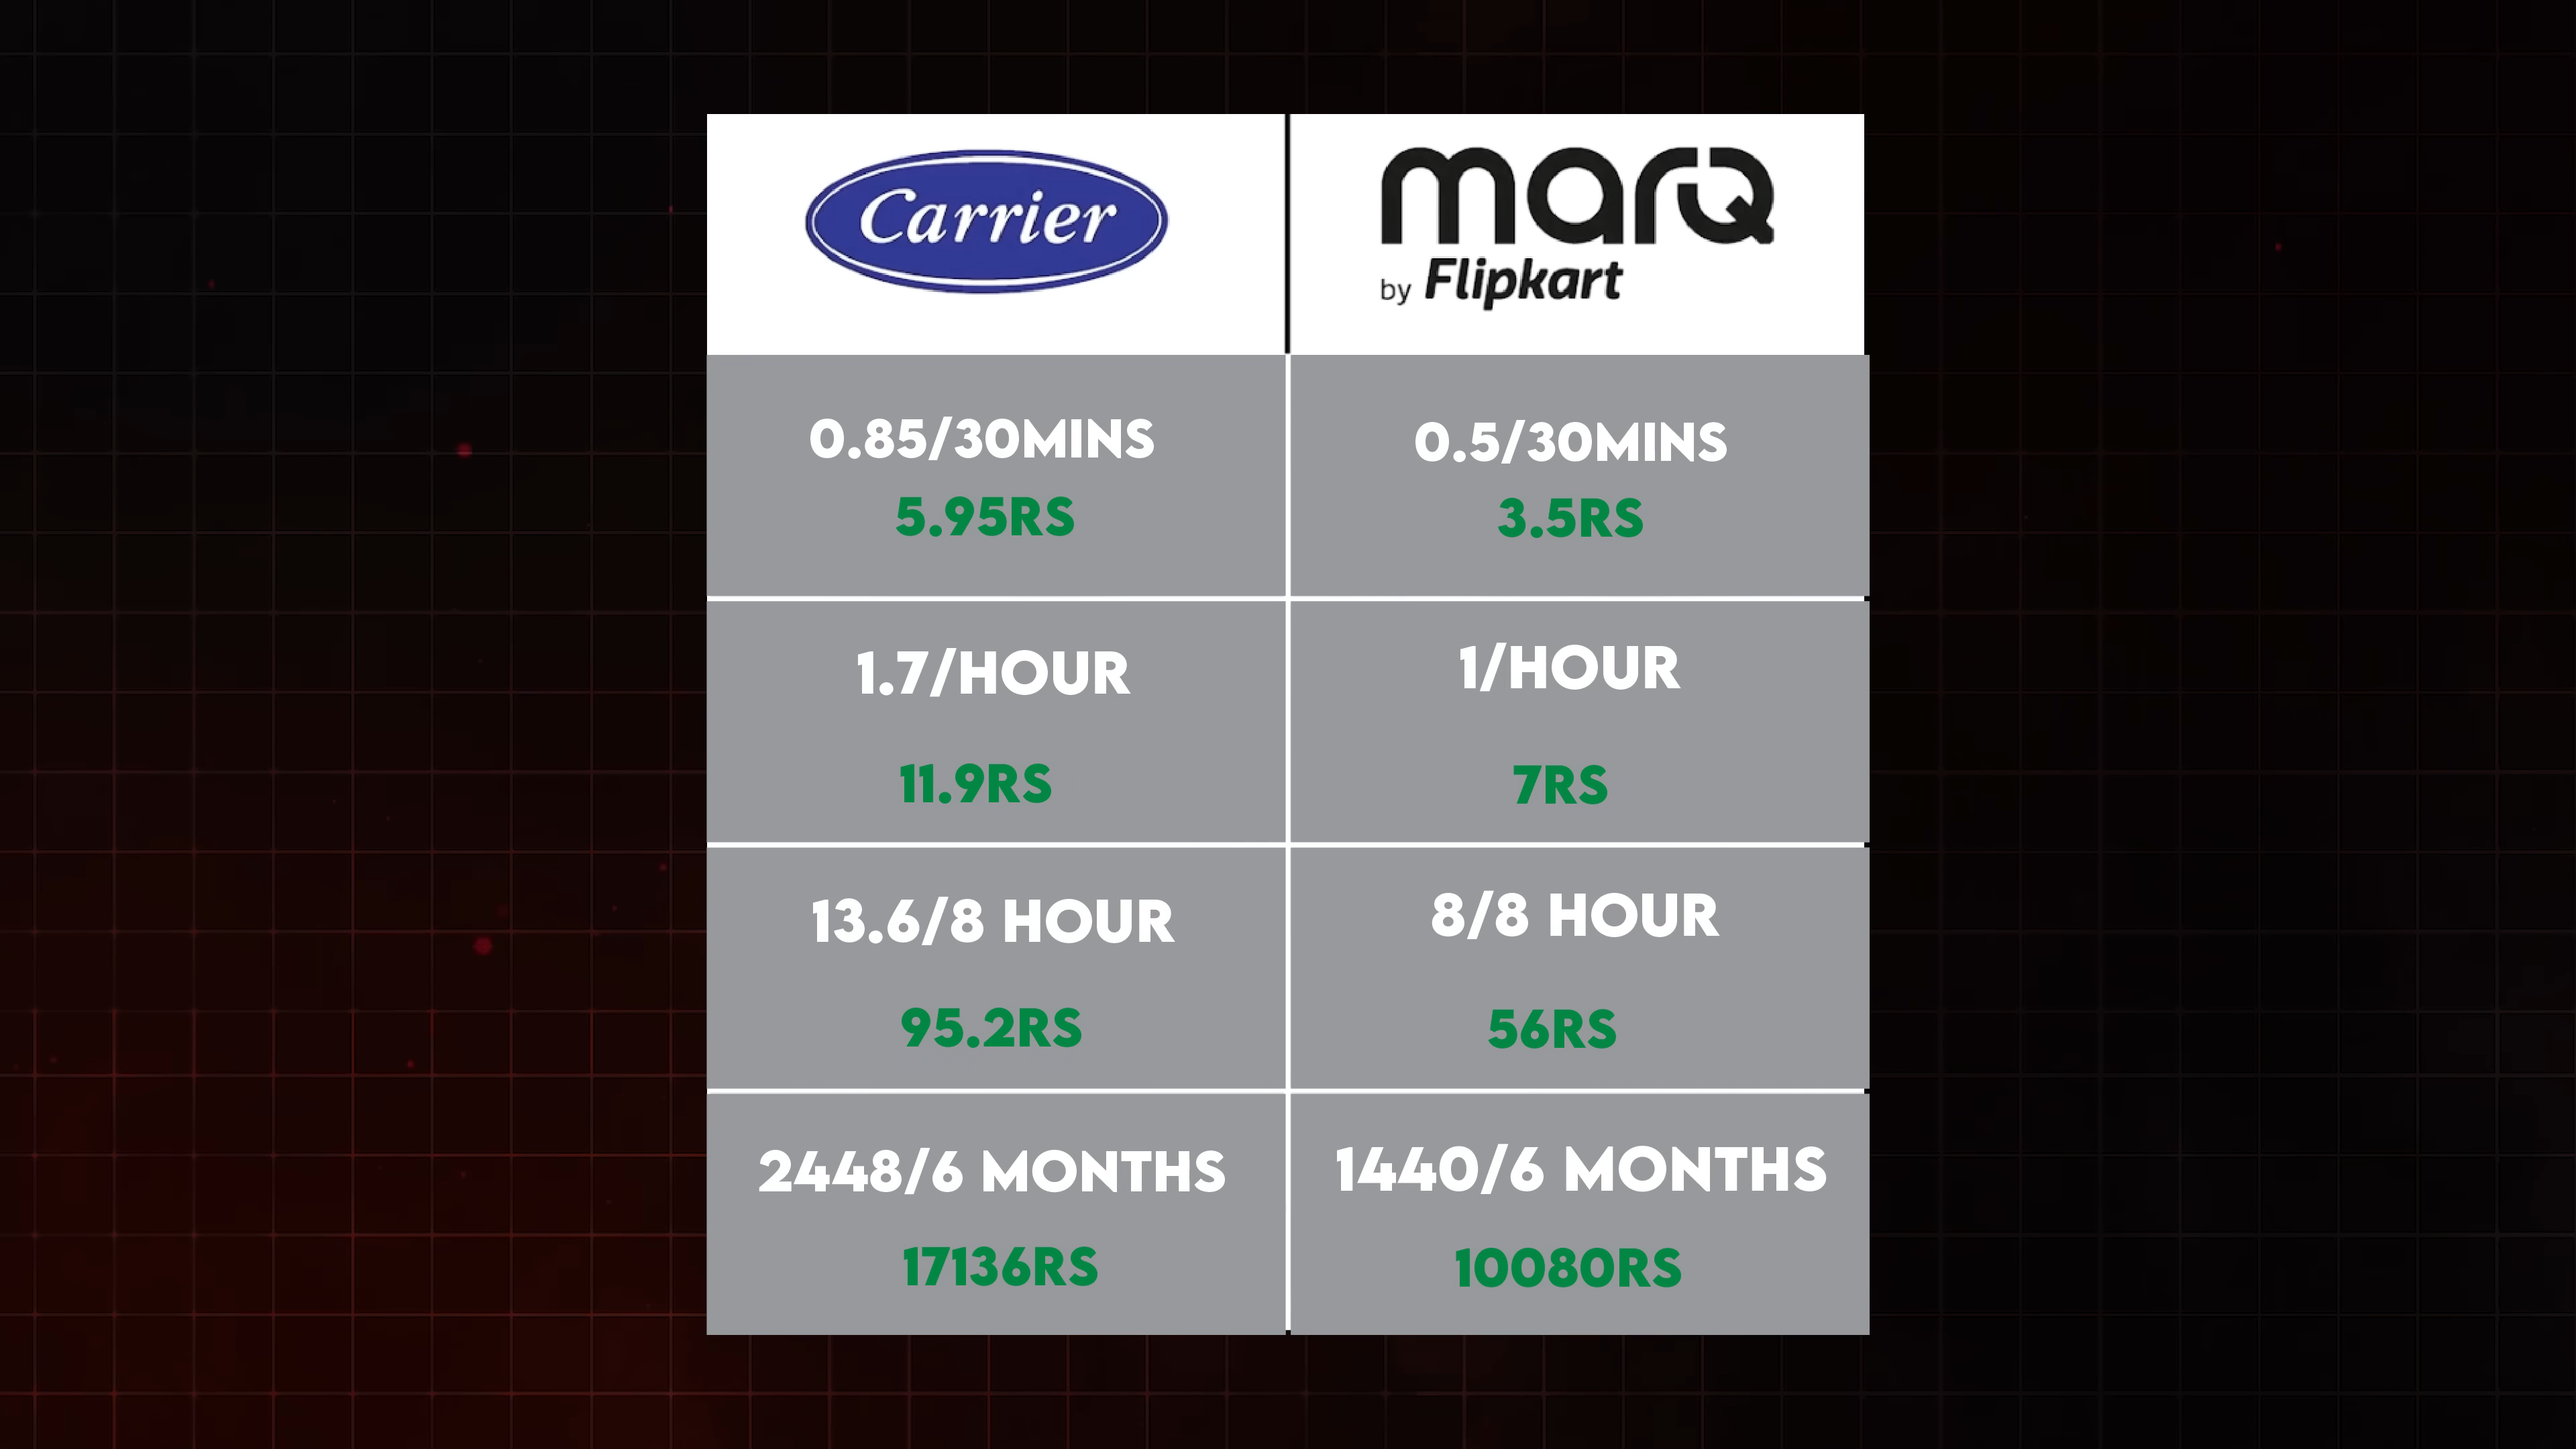 Carrier
marQ
by Flipkart
0.85/30MINS
5.95RS
0.5/30MINS
3.5RS
1.7/HOUR
11.9RS
1/HOUR
7RS
13.6/8 HOUR
95.2RS
8/8 HOUR
56RS
2448/6 MONTHS
17136RS
1440/6 MONTHS
10080RS